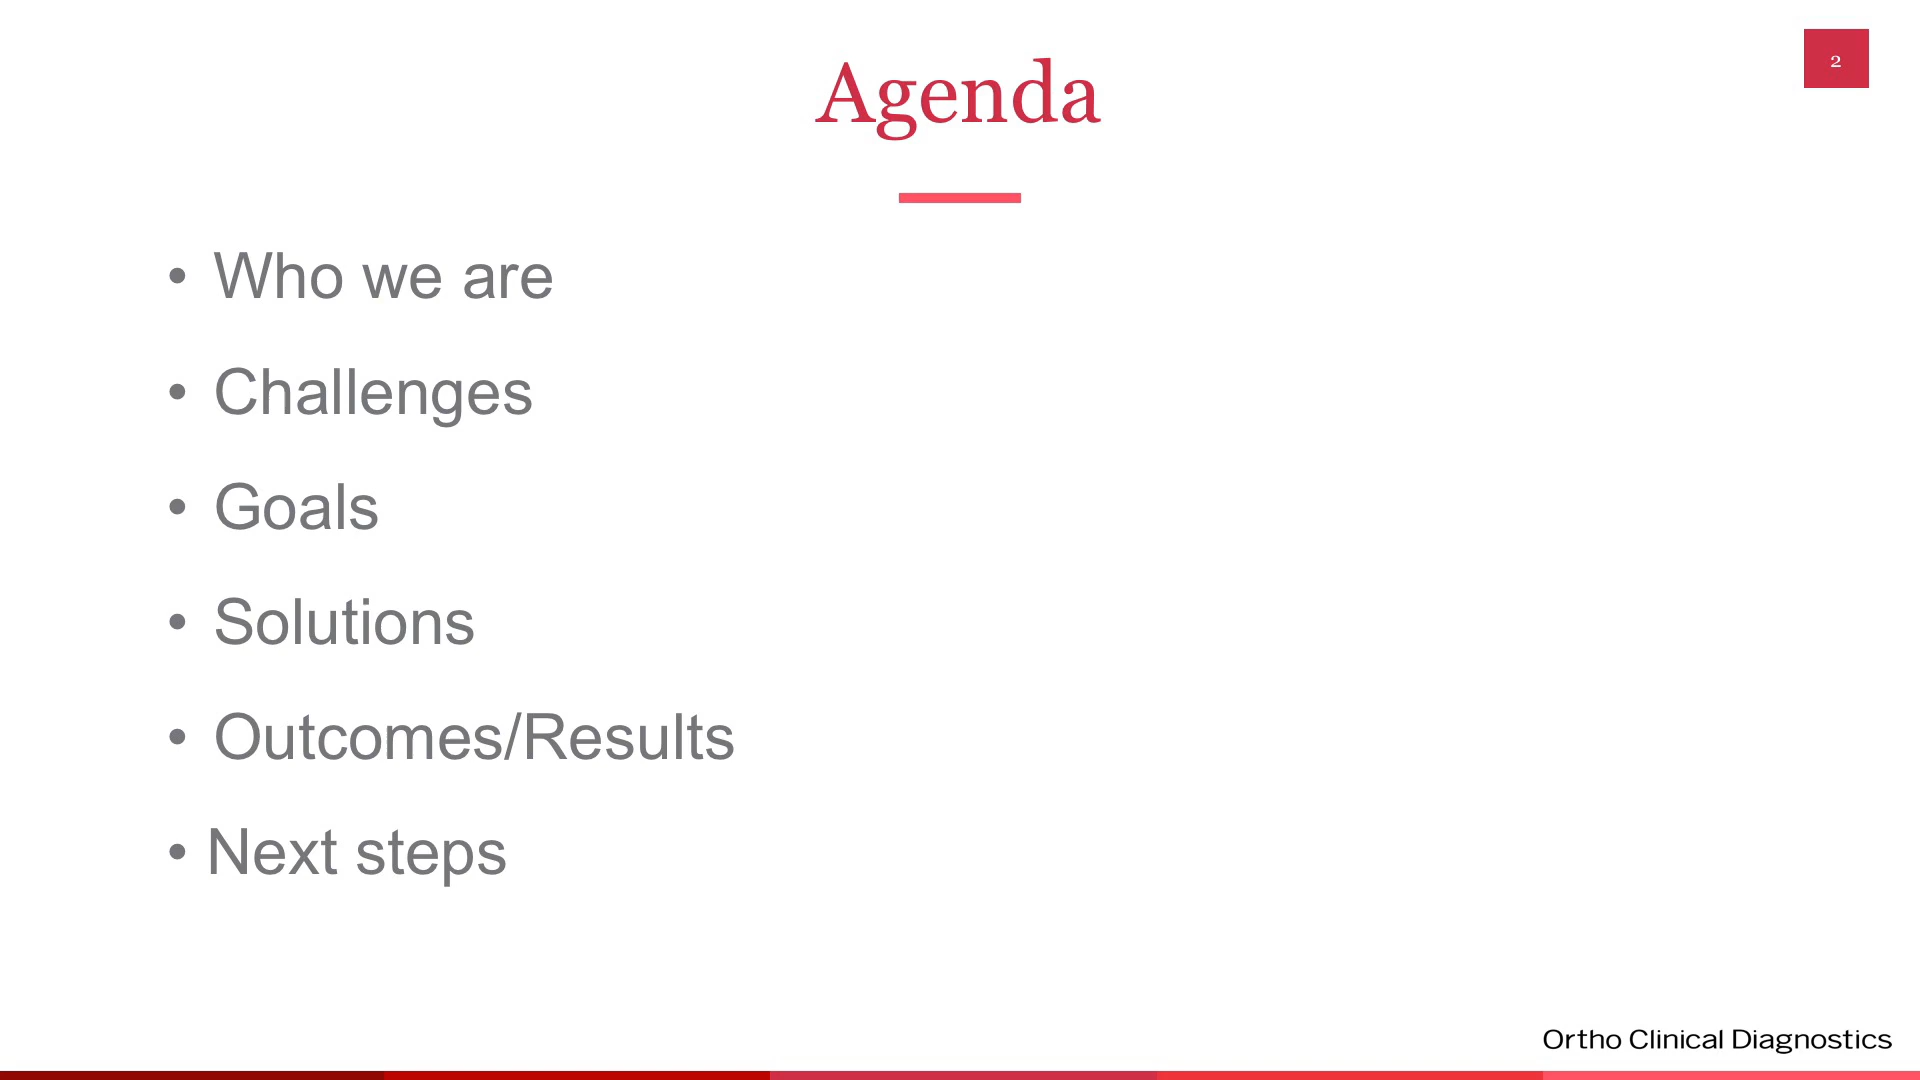 Agenda
2
• Who we are
• Challenges
• Goals
• Solutions
• Outcomes/Results
• Next steps
Ortho Clinical Diagnostics